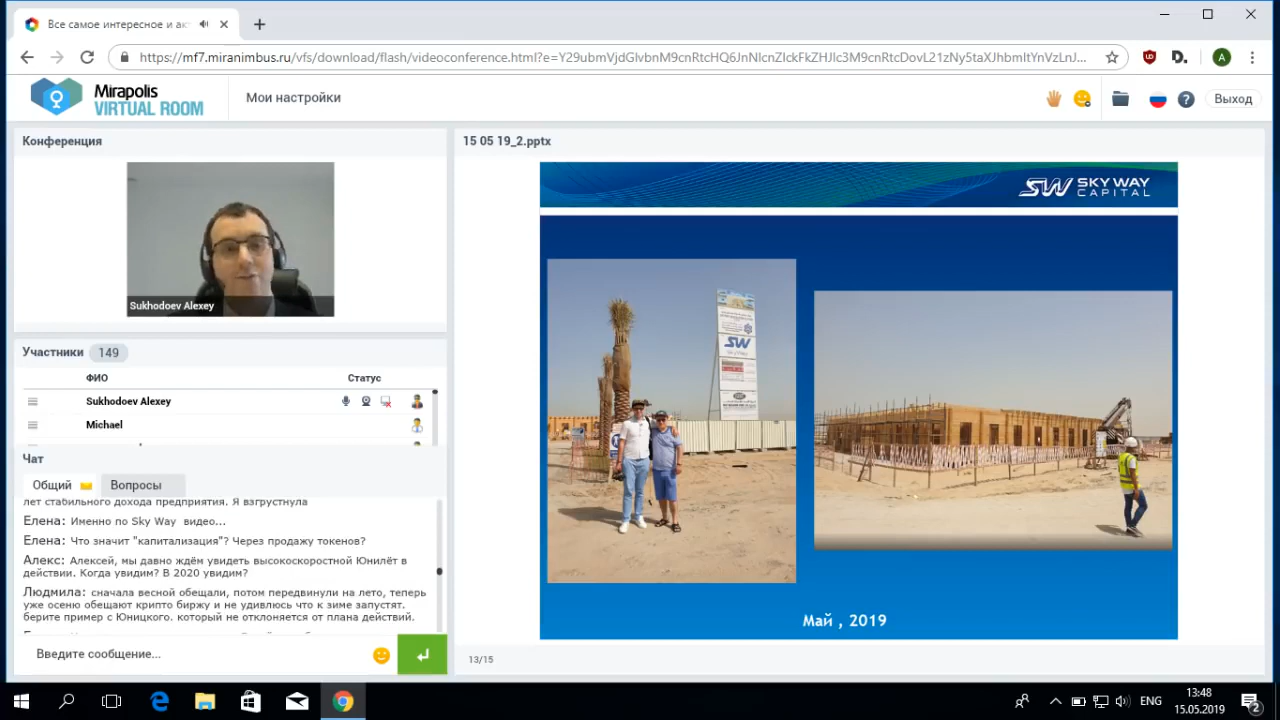 Все самое интересное и ак
https://mf7.miranimbus.ru/vfs/download/flash/videoconference.html?e=Y29ubmVjdGlvbnM9cnRtcHQ6JnNlcnZlckFkZHJlc3M9cnRtcDovL21zNy5taXJhbmltYnVzLnJ...
Mirapolis
VIRTUAL ROOM
Мои настройки
Выход
Конференция
15 05 19_2.pptx
SW SKY WAY
CAPITAL
Sukhodoev Alexey
SW
Участники 149
ФИО Статус
Sukhodoev Alexey
Michael
Чат
Общий Вопросы
лет стабильного дохода предприятия. Я взгрустнула
Елена: Именно по Sky Way видео...
Елена: Что значит "капитализация"? Через продажу токенов?
Алекс: Алексей, мы давно ждём увидеть высокоскоростной Юнилёт в
действии. Когда увидим? В 2020 увидим?
Людмила: сначала весной обещали, потом передвинули на лето, теперь
уже осеню обещают крипто биржу и не удивлюсь что к зиме запустят.
берите пример с Юницкого. который не отклоняется от плана действий.
Май , 2019
Введите сообщение...
13/15
ENG
13:48
15.05.2019
2